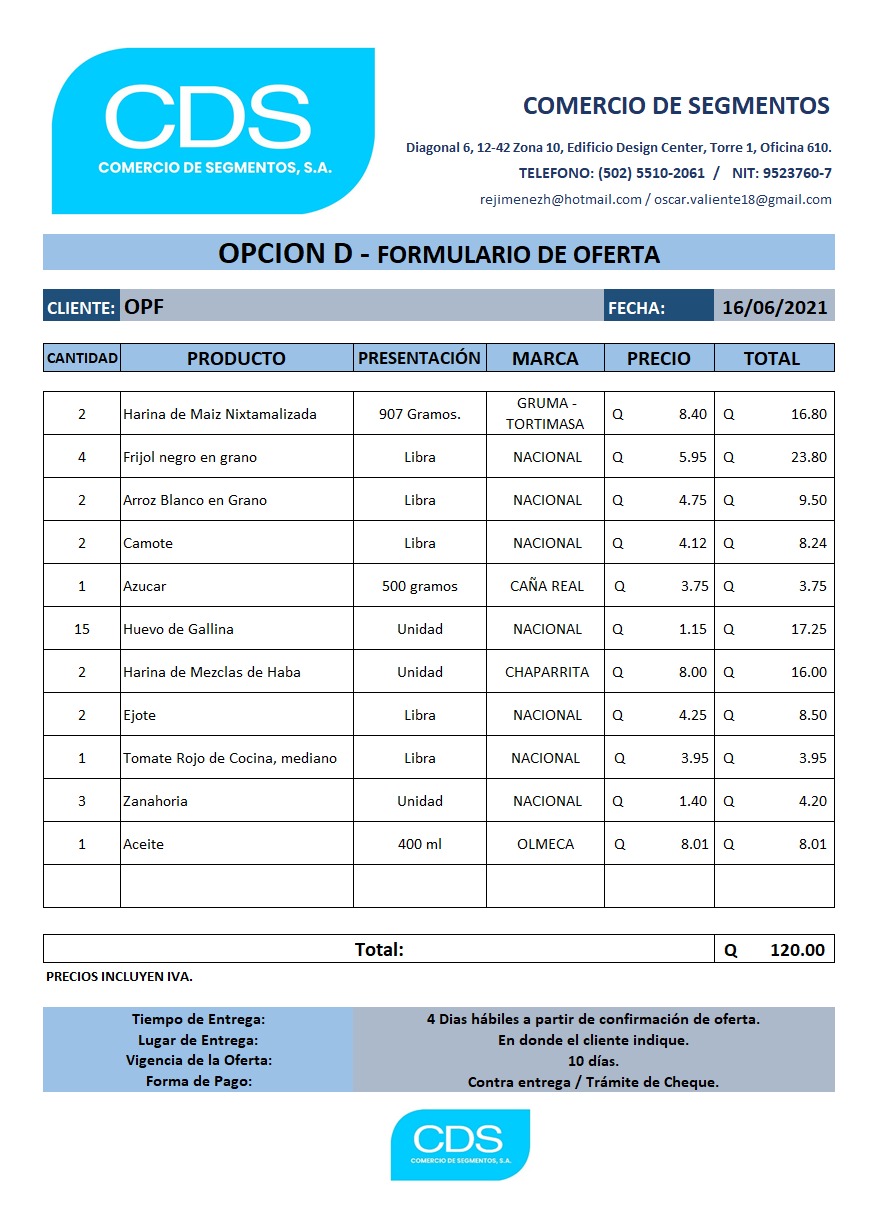 CDS
COMERCIO DE SEGMENTOS, S.A.
COMERCIO DE SEGMENTOS
Diagonal 6, 12-42 Zona 10, Edificio Design Center, Torre 1, Oficina 610.
TELEFONO: (502) 5510-2061 / NIT: 9523760-7
rejimenezh@hotmail.com / oscar.valiente18@gmail.com
OPCION D - FORMULARIO DE OFERTA
CLIENTE: OPF FECHA: 16/06/2021
CANTIDAD PRODUCTO PRESENTACIÓN MARCA PRECIO TOTAL
2 Harina de Maiz Nixtamalizada 907 Gramos. GRUMA - TORTIMASA Q 8.40 Q 16.80
4 Frijol negro en grano Libra NACIONAL Q 5.95 Q 23.80
2 Arroz Blanco en Grano Libra NACIONAL Q 4.75 Q 9.50
2 Camote Libra NACIONAL Q 4.12 Q 8.24
1 Azucar 500 gramos CAÑA REAL Q 3.75 Q 3.75
15 Huevo de Gallina Unidad NACIONAL Q 1.15 Q 17.25
2 Harina de Mezclas de Haba Unidad CHAPARRITA Q 8.00 Q 16.00
2 Ejote Libra NACIONAL Q 4.25 Q 8.50
1 Tomate Rojo de Cocina, mediano Libra NACIONAL Q 3.95 Q 3.95
3 Zanahoria Unidad NACIONAL Q 1.40 Q 4.20
1 Aceite 400 ml OLMECA Q 8.01 Q 8.01
Total: Q 120.00
PRECIOS INCLUYEN IVA.
Tiempo de Entrega: 4 Dias hábiles a partir de confirmación de oferta.
Lugar de Entrega: En donde el cliente indique.
Vigencia de la Oferta: 10 días.
Forma de Pago: Contra entrega / Trámite de Cheque.
CDS
COMERCIO DE SEGMENTOS, S.A.